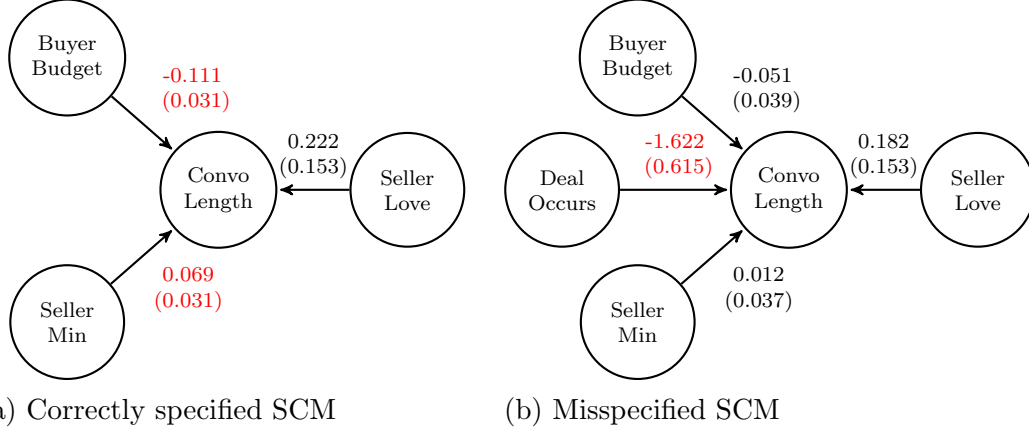 Buyer
Budget
-0.111
(0.031)
Convo
Length
0.222
(0.153)
Seller
Love
0.069
(0.031)
Seller
Min
) Correctly specified SCM
Buyer
Budget
-0.051
(0.039)
Deal
Occurs
-1.622
(0.615)
Convo
Length
0.182
(0.153)
Seller
Love
0.012
(0.037)
Seller
Min
(b) Misspecified SCM